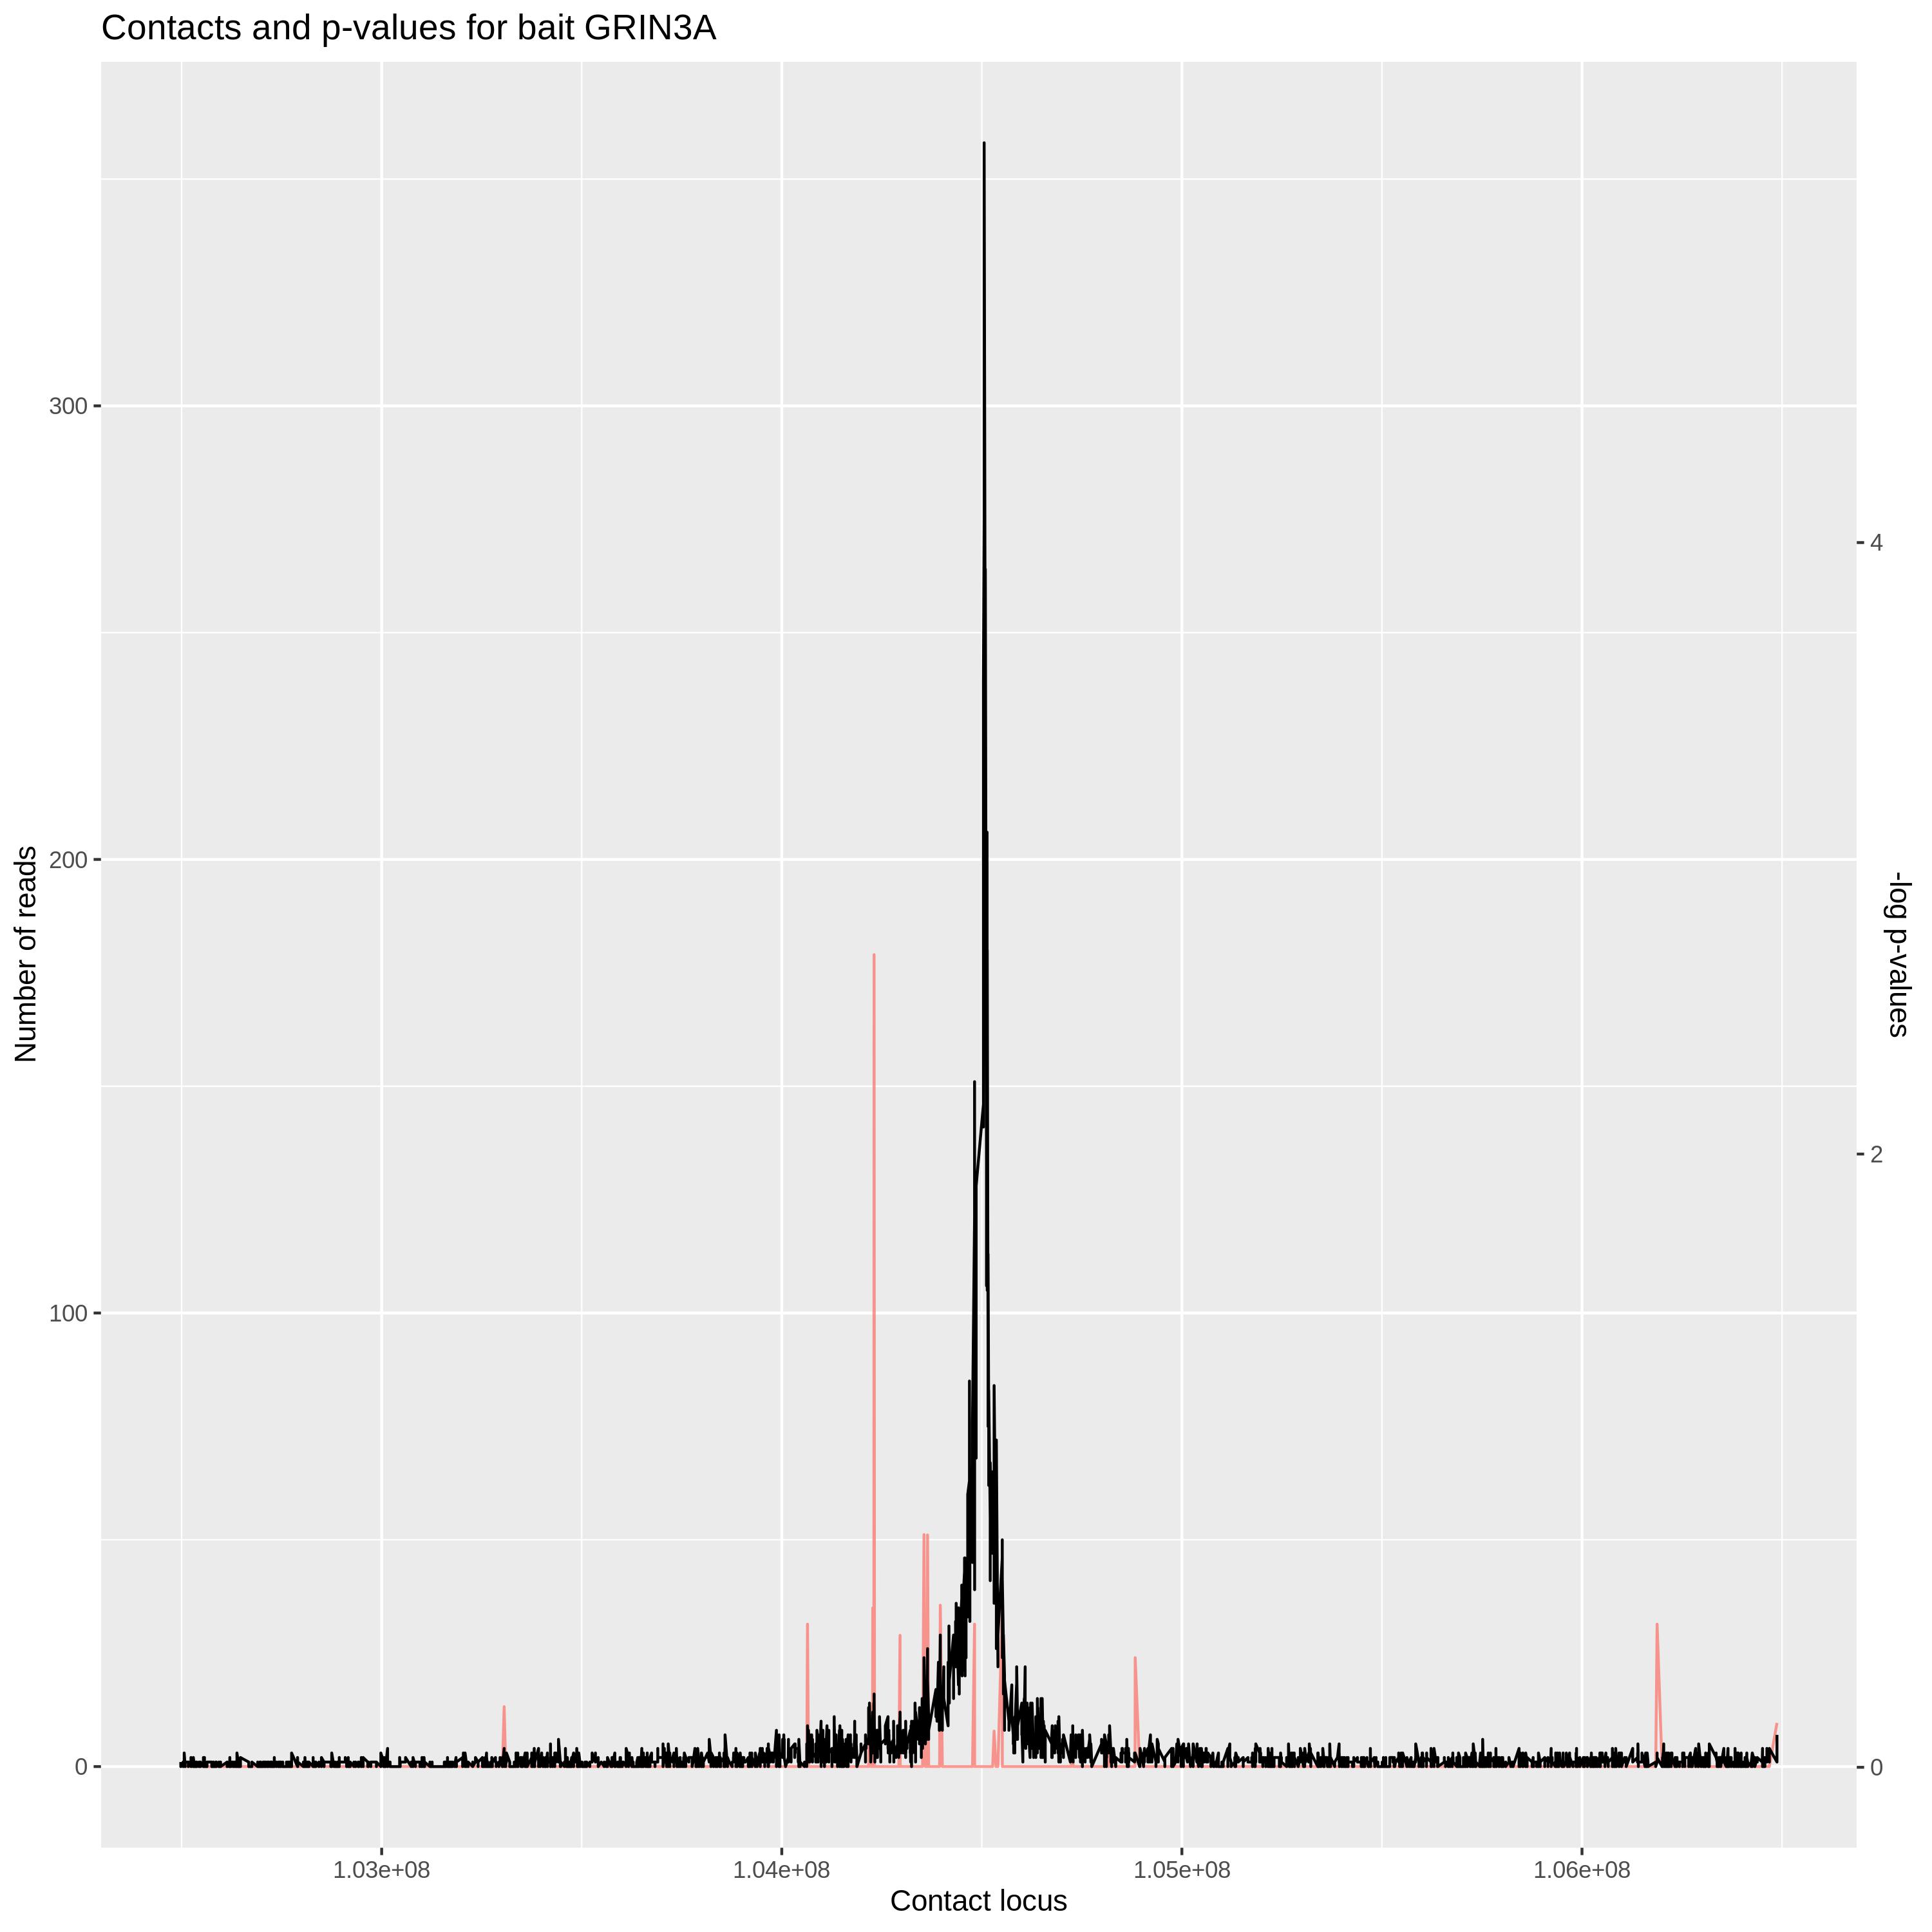 Contacts and p-values for bait GRIN3A
300
200
100
0
Number of reads
4
2
0
-log p-values
1.03e+08
1.04e+08
1.05e+08
1.06e+08
Contact locus